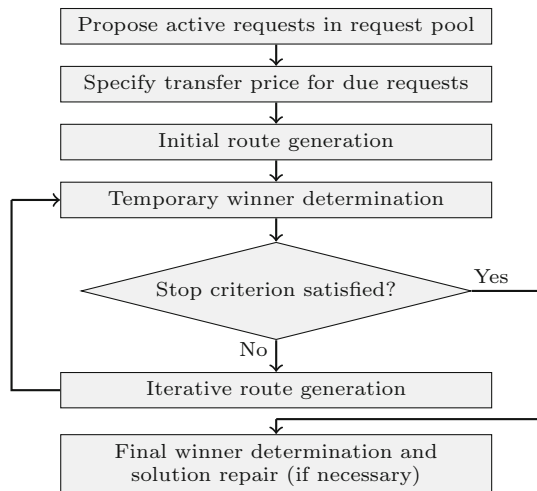 Propose active requests in request pool
Specify transfer price for due requests
Initial route generation
Temporary winner determination
Stop criterion satisfied?
Yes
No
Iterative route generation
Final winner determination and
solution repair (if necessary)